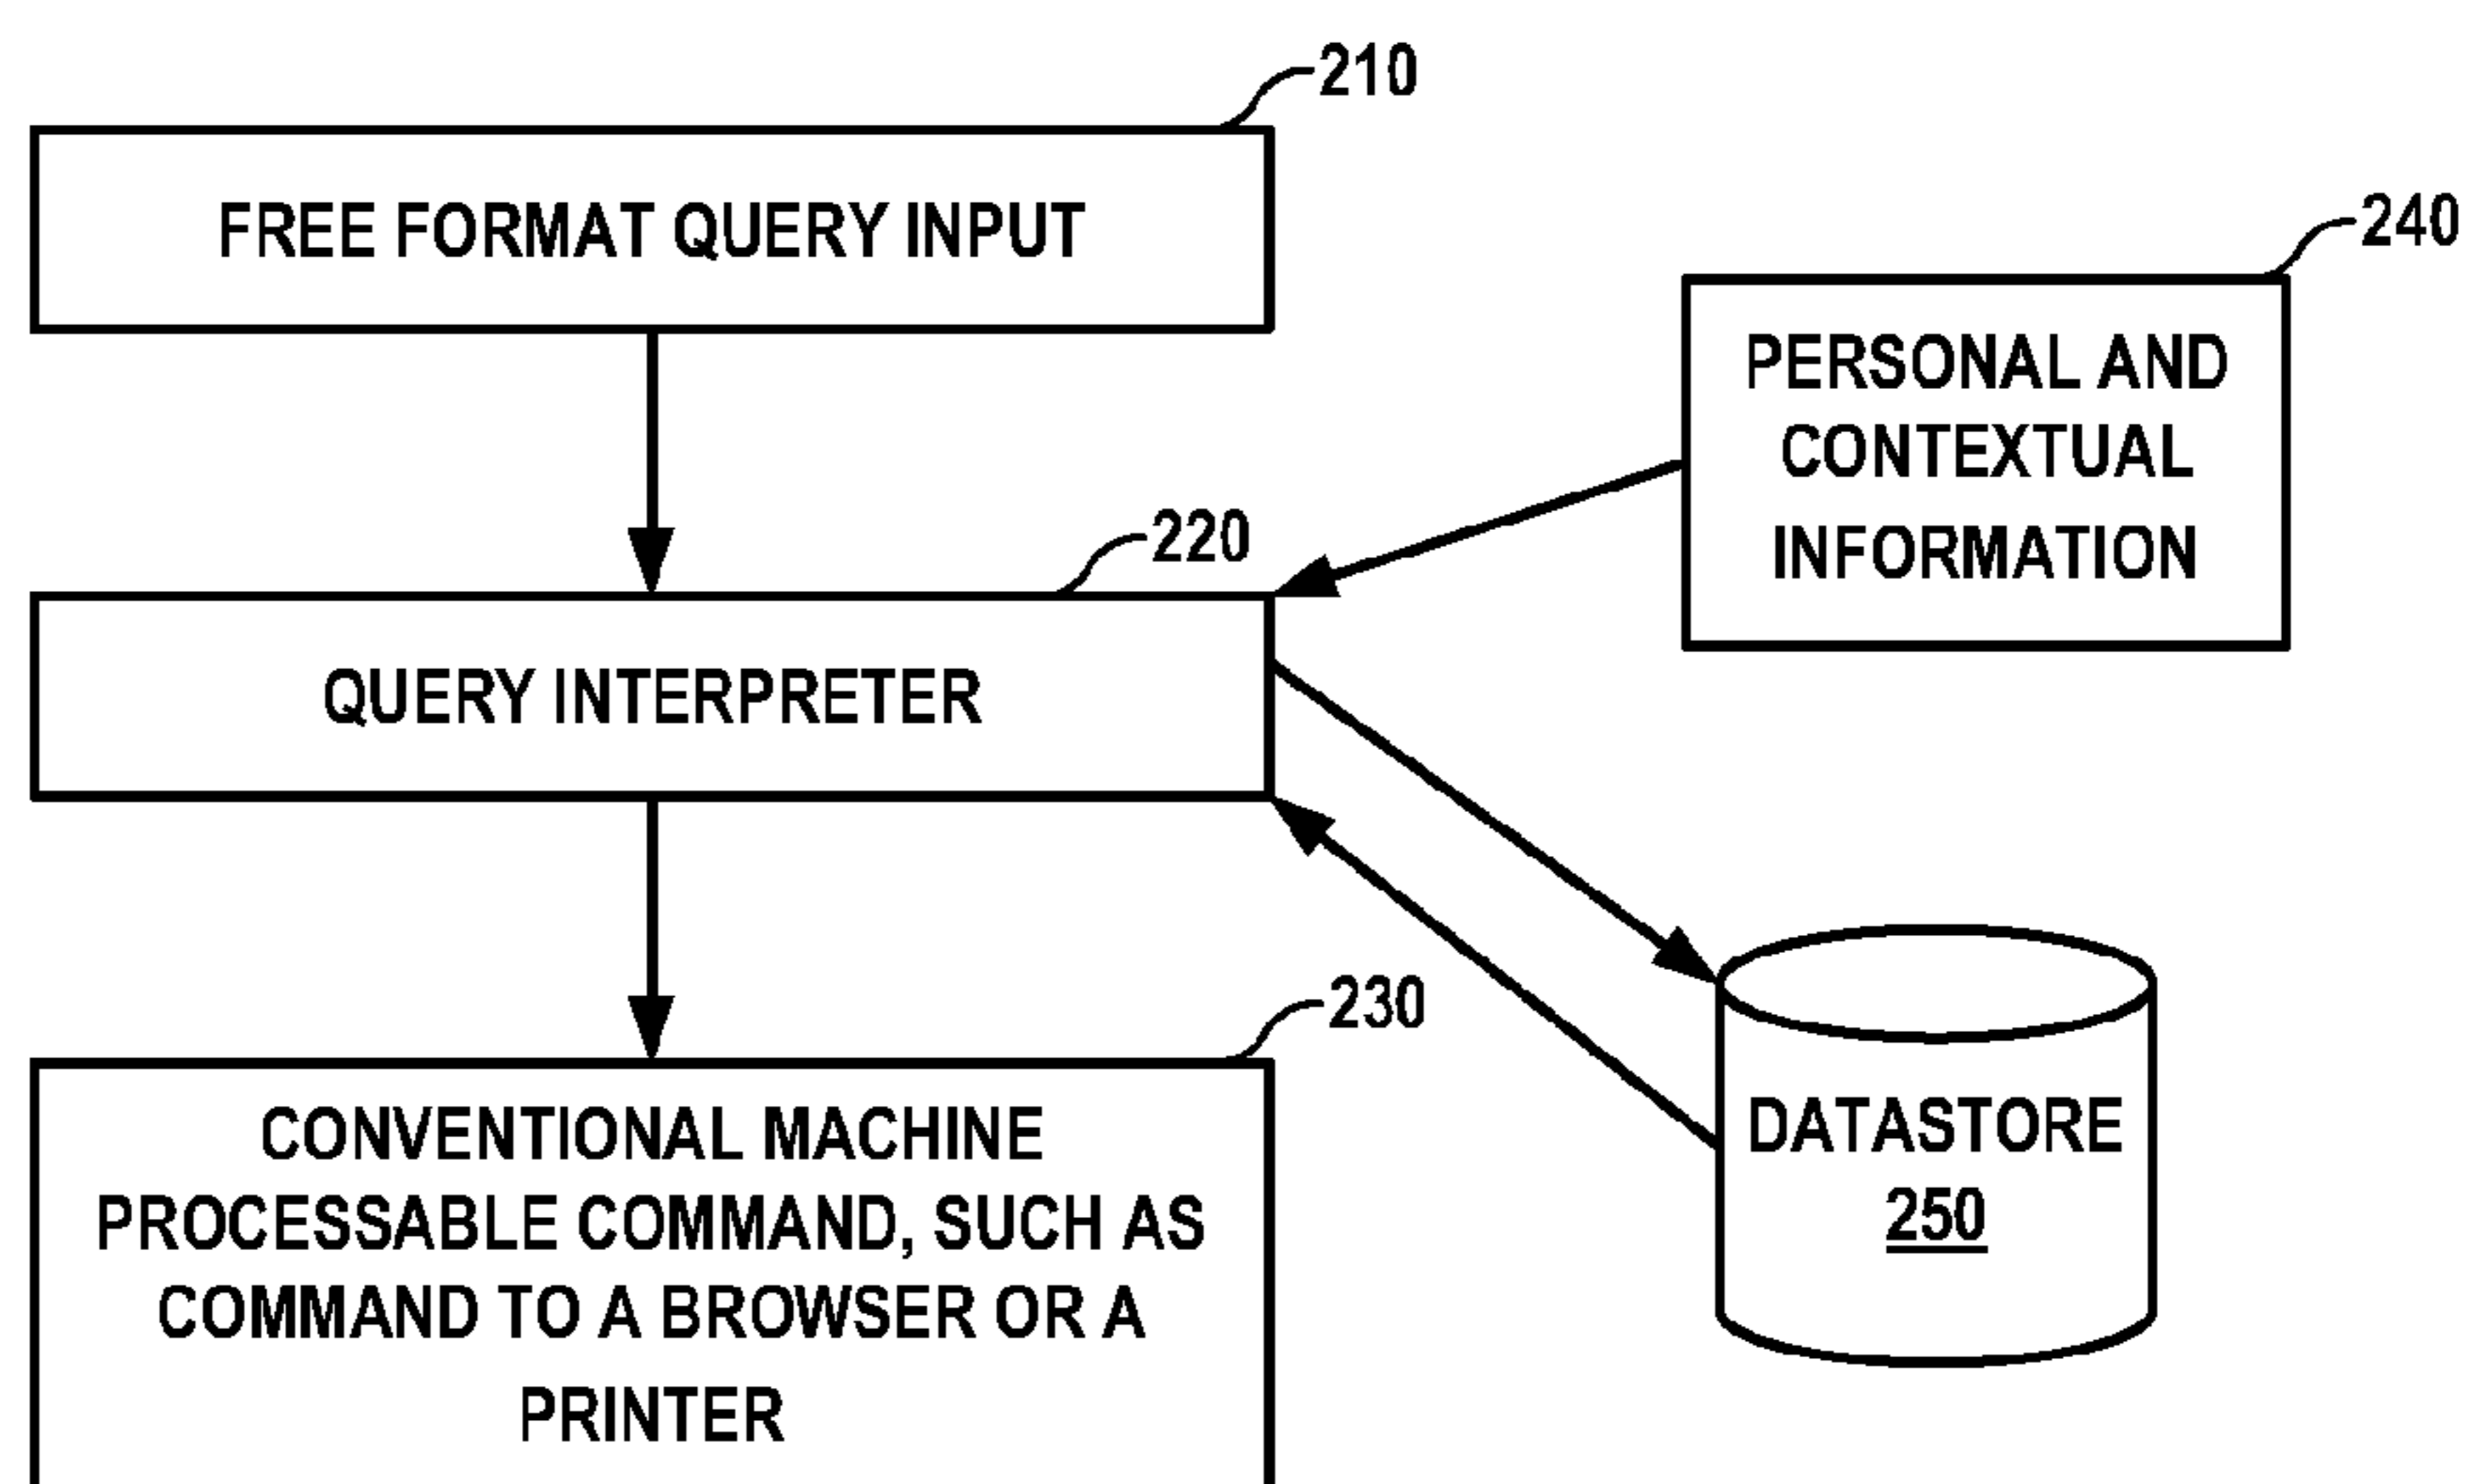 210
FREE FORMAT QUERY INPUT
240
PERSONAL AND
CONTEXTUAL
INFORMATION
220
QUERY INTERPRETER
230
CONVENTIONAL MACHINE
PROCESSABLE COMMAND, SUCH AS
COMMAND TO A BROWSER OR A
PRINTER
DATASTORE
250